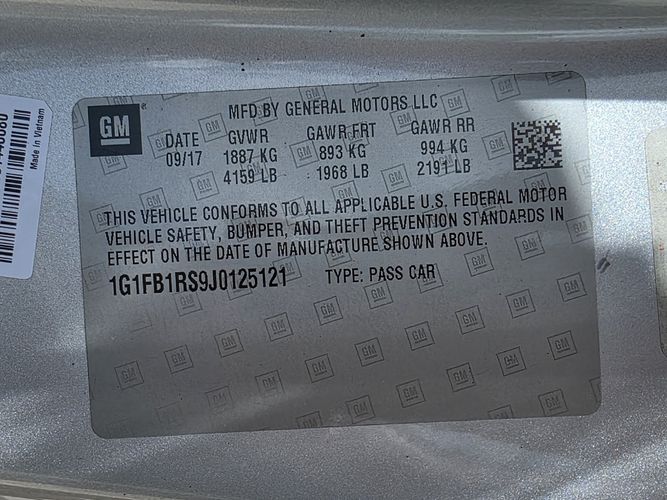 GM
MFD BY GENERAL MOTORS LLC
DATE GVWR GAWR FRT GAWR RR
09/17 1887 KG 893 KG 994 KG
4159 LB 1968 LB 2191 LB
THIS VEHICLE CONFORMS TO ALL APPLICABLE U.S. FEDERAL MOTOR
VEHICLE SAFETY, BUMPER, AND THEFT PREVENTION STANDARDS IN
EFFECT ON THE DATE OF MANUFACTURE SHOWN ABOVE.
1G1FB1RS9J0125121 TYPE: PASS CAR
Made in Vietnam